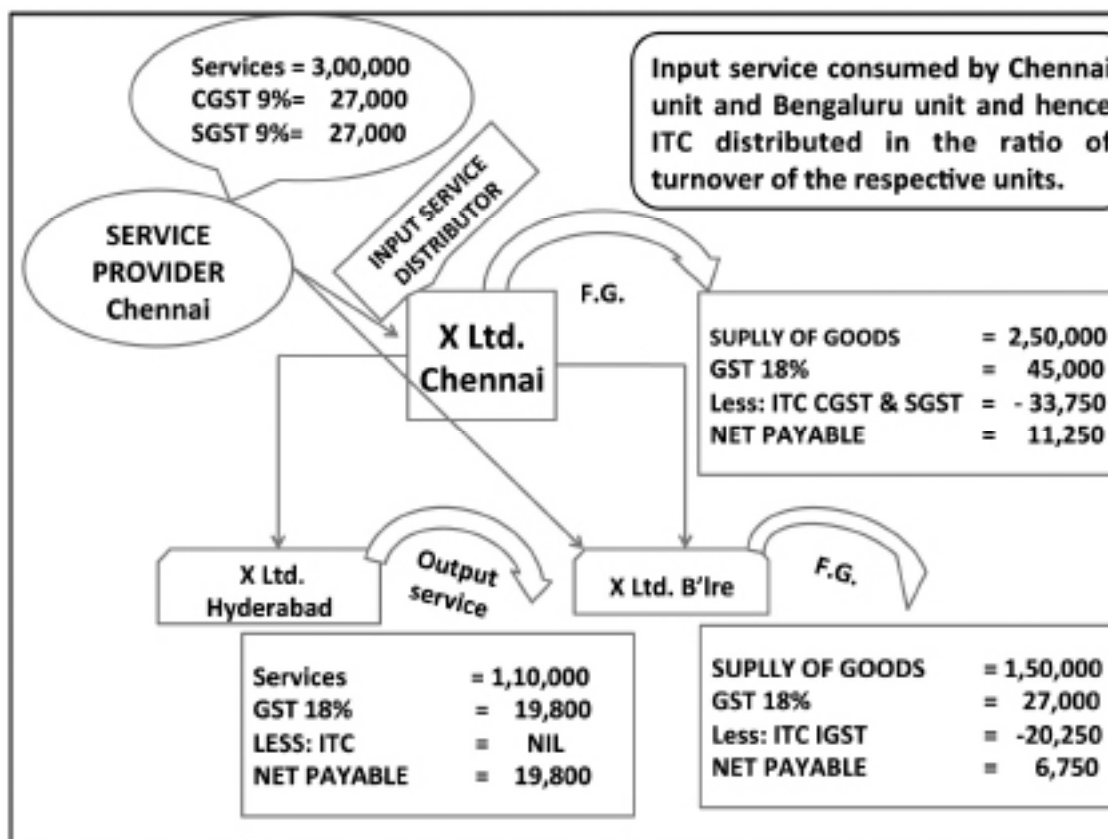 Services = 3,00,000
CGST 9%= 27,000
SGST 9%= 27,000
Input service consumed by Chennai
unit and Bengaluru unit and hence
ITC distributed in the ratio of
turnover of the respective units.
SERVICE
PROVIDER
Chennai
INPUT SERVICE
DISTRIBUTOR
X Ltd.
Chennai
F.G.
SUPLLY OF GOODS = 2,50,000
GST 18% = 45,000
Less: ITC CGST & SGST = - 33,750
NET PAYABLE = 11,250
X Ltd.
Hyderabad
Output
service
X Ltd. B'lre
F.G.
Services = 1,10,000
GST 18% = 19,800
LESS: ITC = NIL
NET PAYABLE = 19,800
SUPLLY OF GOODS = 1,50,000
GST 18% = 27,000
Less: ITC IGST = -20,250
NET PAYABLE = 6,750